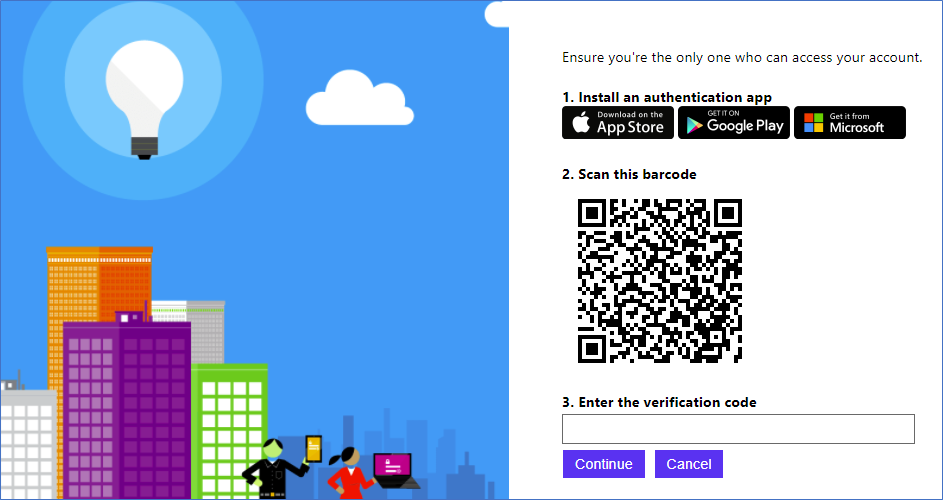 Ensure you're the only one who can access your account.
1. Install an authentication app
Download on the
App Store
GET IT ON
Google Play
Get it from
Microsoft
2. Scan this barcode
3. Enter the verification code
Continue
Cancel